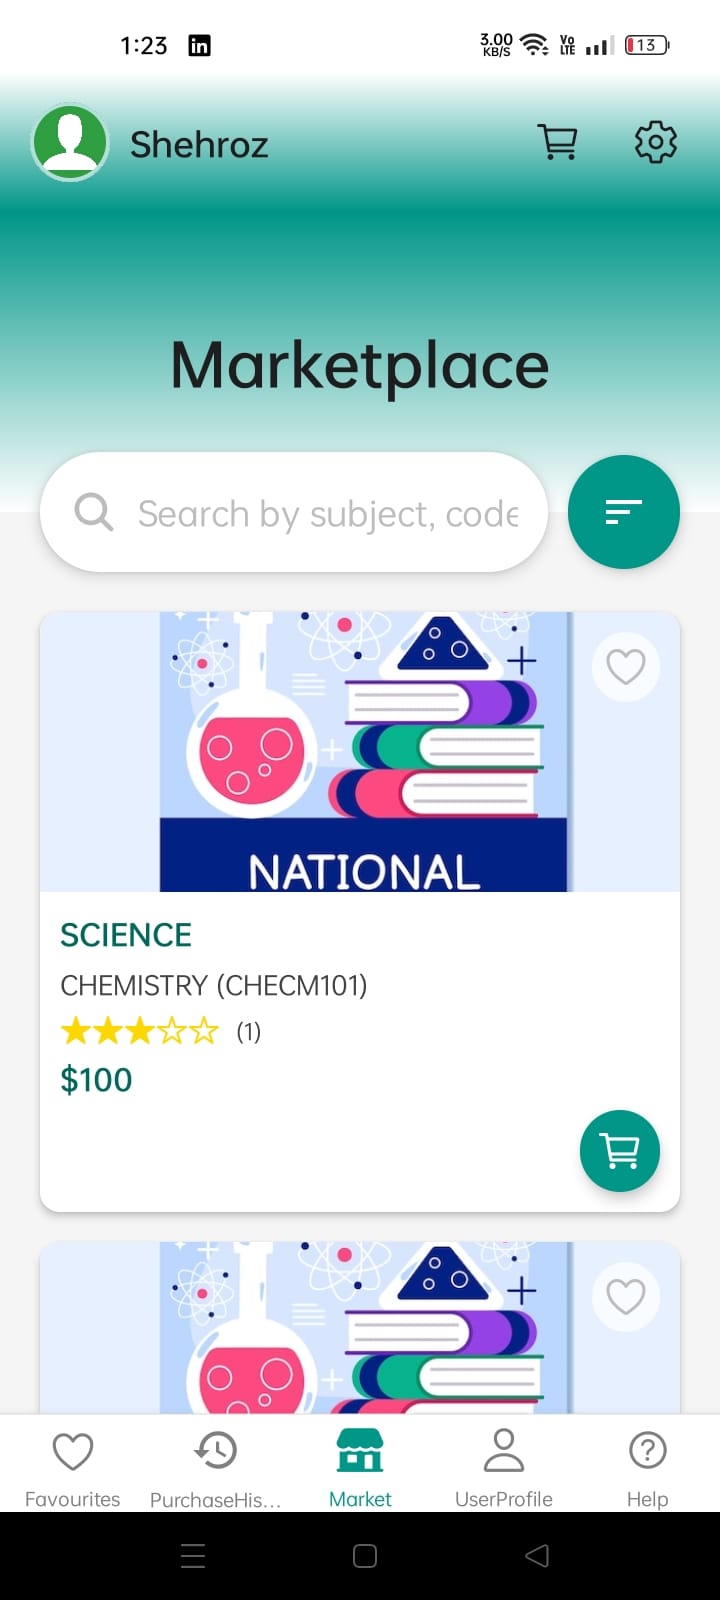 1:23 in 3.00 KB/S Vo LTE 13
Shehroz
Marketplace
Search by subject, code
NATIONAL
SCIENCE
CHEMISTRY (CHECM101)
(1)
$100
Favourites PurchaseHis... Market UserProfile Help